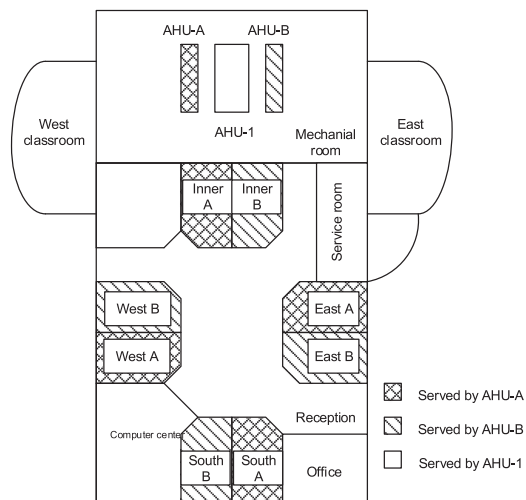 AHU-A
AHU-B
AHU-1
West
classroom
Mechanial
room
East
classroom
Inner
A
Inner
B
Service room
West B
East A
West A
East B
Reception
Computer center
South
B
South
A
Office
Served by AHU-A
Served by AHU-B
Served by AHU-1